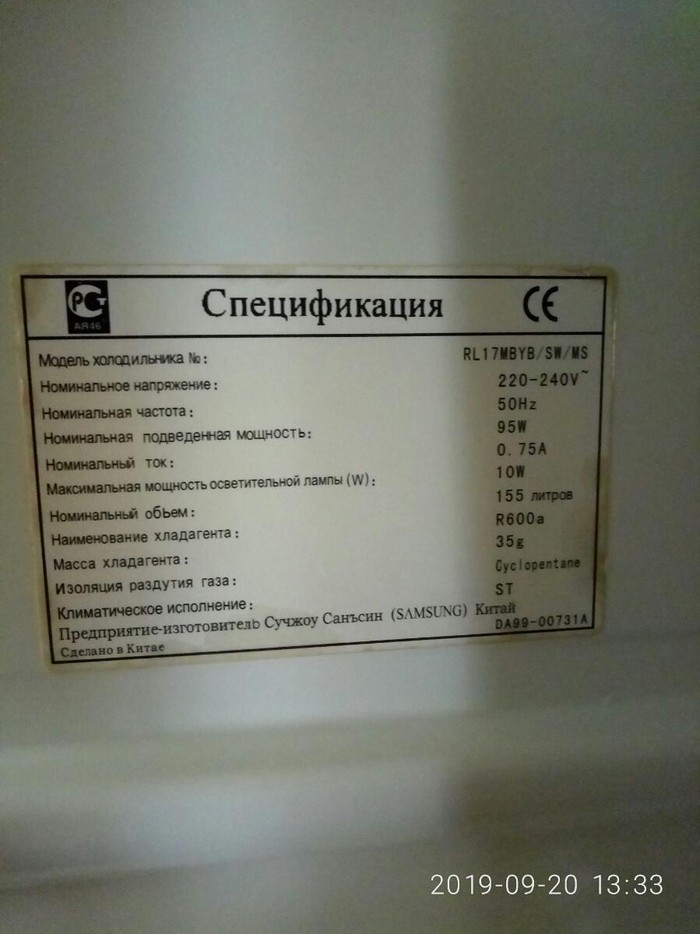 РСТ
АЯ46
Спецификация
CE
Модель холодильника №: RL17MBYB/SW/MS
Номинальное напряжение: 220-240V~
Номинальная частота: 50Hz
Номинальная подведенная мощность: 95W
Номинальный ток: 0.75A
Максимальная мощность осветительной лампы (W): 10W
Номинальный объем: 155 литров
Наименование хладагента: R600a
Масса хладагента: 35g
Изоляция раздутия газа: Cyclopentane
Климатическое исполнение: ST
Предприятие-изготовитель Сучжоу Санъсин (SAMSUNG) Китай
Сделано в Китае DA99-00731A
2019-09-20 13:33